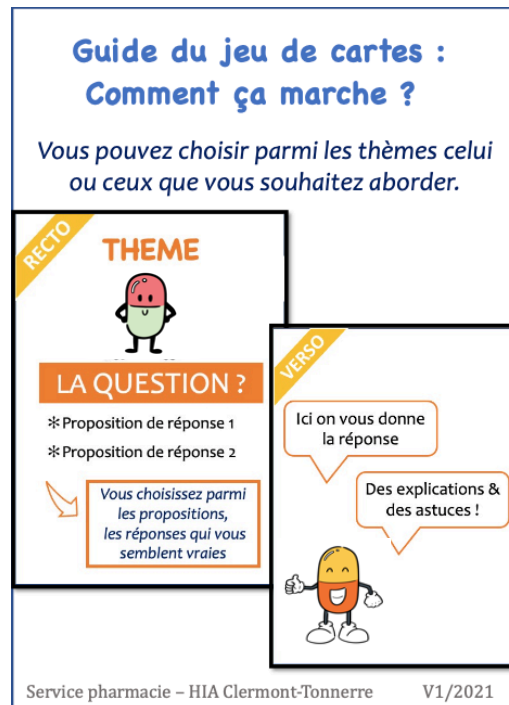 Guide du jeu de cartes :
Comment ça marche ?
Vous pouvez choisir parmi les thèmes celui
ou ceux que vous souhaitez aborder.
RECTO
THEME
LA QUESTION ?
*Proposition de réponse 1
*Proposition de réponse 2
Vous choisissez parmi
les propositions,
les réponses qui vous
semblent vraies
VERSO
Ici on vous donne
la réponse
Des explications &
des astuces !
Service pharmacie – HIA Clermont-Tonnerre V1/2021